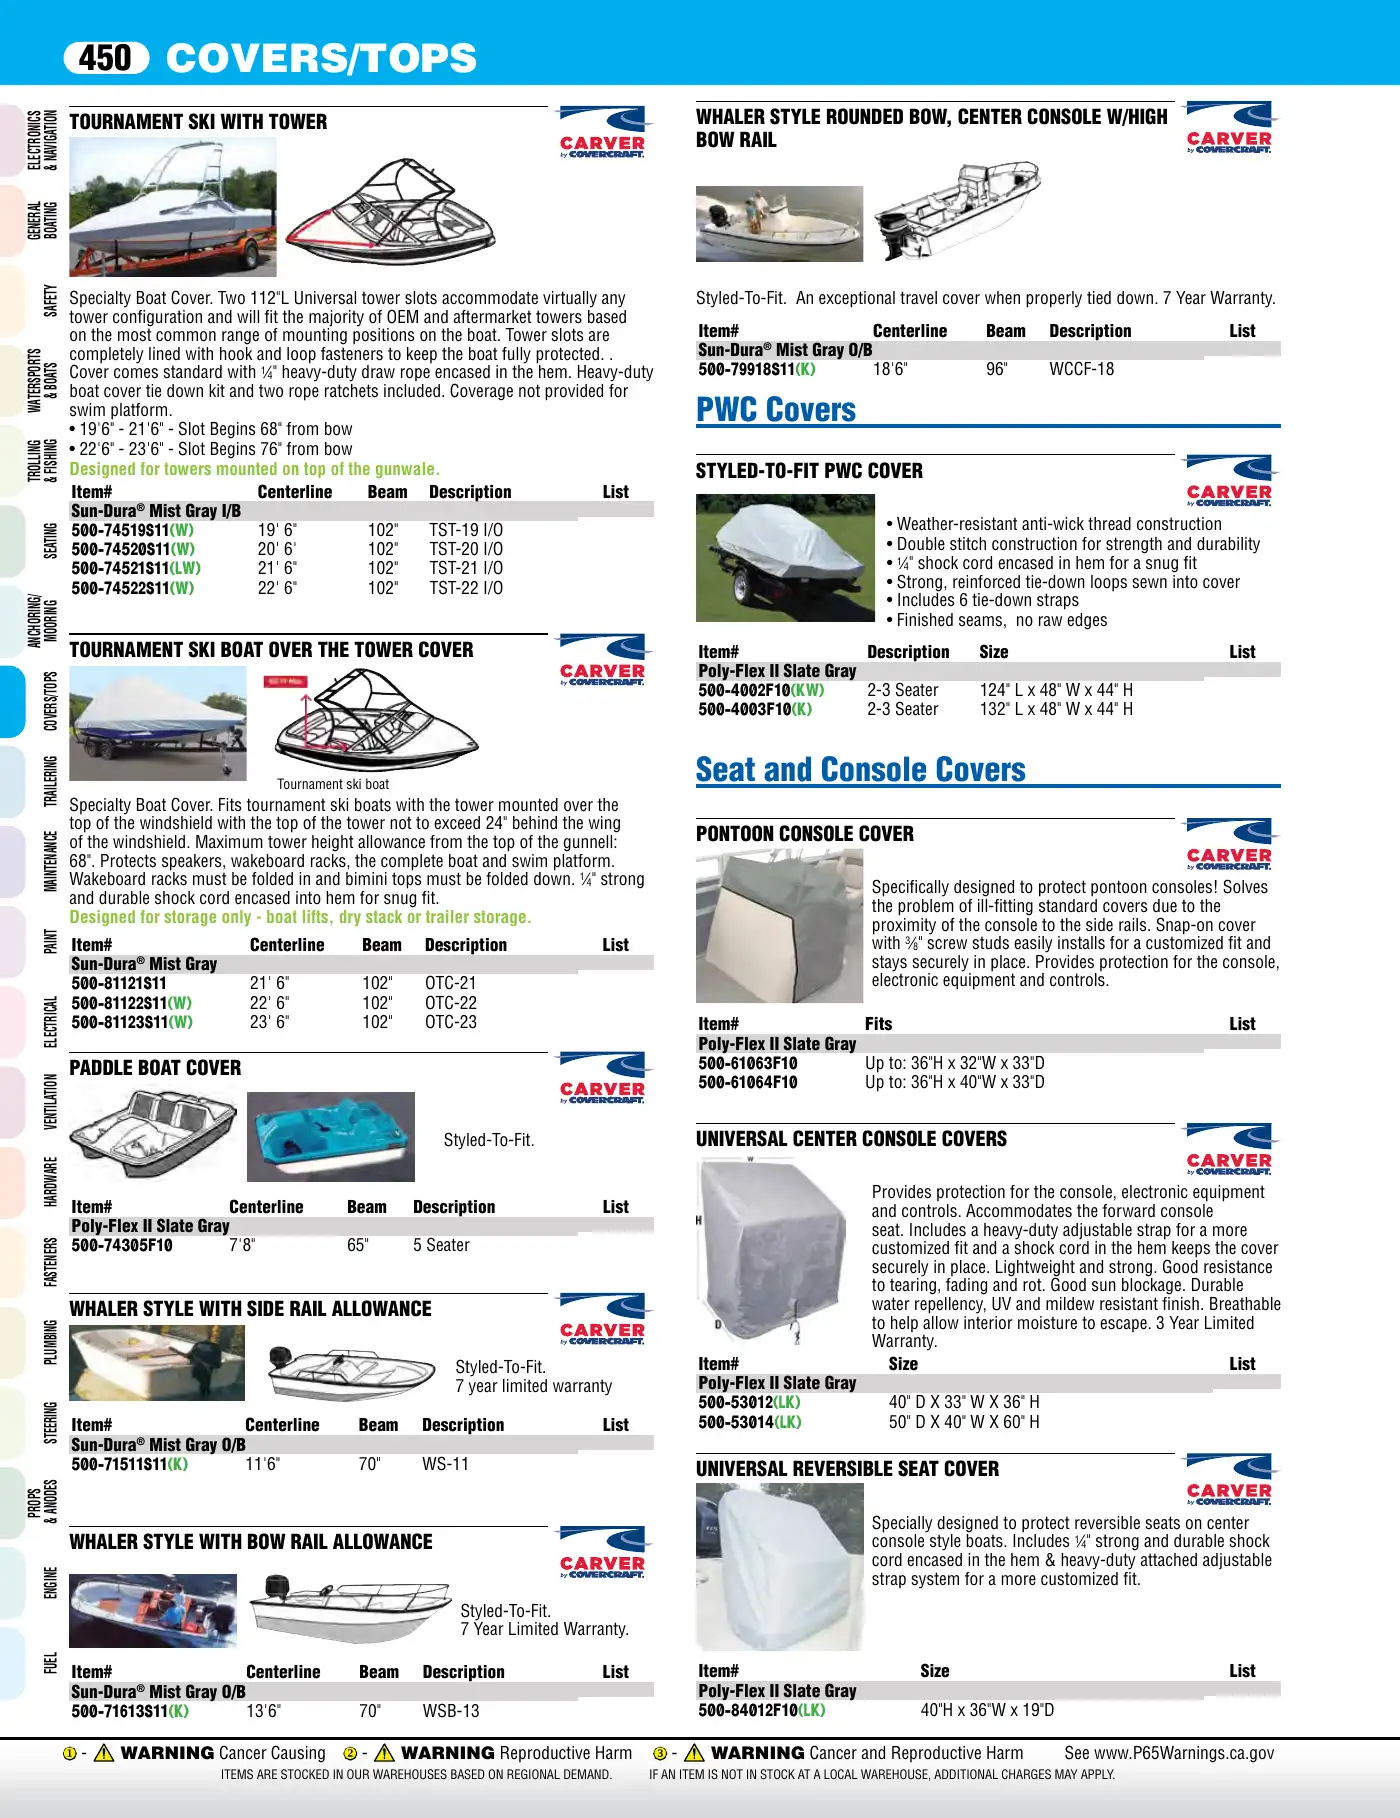 450 COVERS/TOPS
ELECTRONICS
& NAVIGATION
GENERAL
BOATING
SAFETY
WATERSPORTS
& BOATS
TROLLING
& FISHING
SEATING
ANCHORING/
MOORING
COVERS/TOPS
TRAILERING
MAINTENANCE
PAINT
ELECTRICAL
VENTILATION
HARDWARE
FASTENERS
PLUMBING
STEERING
PROPS
& ANODES
ENGINE
FUEL
TOURNAMENT SKI WITH TOWER
CARVER
by COVERCRAFT.
Specialty Boat Cover. Two 112"L Universal tower slots accommodate virtually any
tower configuration and will fit the majority of OEM and aftermarket towers based
on the most common range of mounting positions on the boat. Tower slots are
completely lined with hook and loop fasteners to keep the boat fully protected. .
Cover comes standard with ¼" heavy-duty draw rope encased in the hem. Heavy-duty
boat cover tie down kit and two rope ratchets included. Coverage not provided for
swim platform.
• 19'6" - 21'6" - Slot Begins 68" from bow
• 22'6" - 23'6" - Slot Begins 76" from bow
Designed for towers mounted on top of the gunwale.
Item# Centerline Beam Description List
Sun-Dura® Mist Gray I/B
500-74519S11(W) 19' 6" 102" TST-19 I/O
500-74520S11(W) 20' 6' 102" TST-20 I/O
500-74521S11(LW) 21' 6" 102" TST-21 I/O
500-74522S11(W) 22' 6" 102" TST-22 I/O
TOURNAMENT SKI BOAT OVER THE TOWER COVER
CARVER
by COVERCRAFT.
Tournament ski boat
Specialty Boat Cover. Fits tournament ski boats with the tower mounted over the
top of the windshield with the top of the tower not to exceed 24" behind the wing
of the windshield. Maximum tower height allowance from the top of the gunnell:
68". Protects speakers, wakeboard racks, the complete boat and swim platform.
Wakeboard racks must be folded in and bimini tops must be folded down. ¼" strong
and durable shock cord encased into hem for snug fit.
Designed for storage only - boat lifts, dry stack or trailer storage.
Item# Centerline Beam Description List
Sun-Dura® Mist Gray
500-81121S11 21' 6" 102" OTC-21
500-81122S11(W) 22' 6" 102" OTC-22
500-81123S11(W) 23' 6" 102" OTC-23
PADDLE BOAT COVER
CARVER
by COVERCRAFT.
Styled-To-Fit.
Item# Centerline Beam Description List
Poly-Flex II Slate Gray
500-74305F10 7'8" 65" 5 Seater
WHALER STYLE WITH SIDE RAIL ALLOWANCE
CARVER
by COVERCRAFT.
Styled-To-Fit.
7 year limited warranty
Item# Centerline Beam Description List
Sun-Dura® Mist Gray O/B
500-71511S11(K) 11'6" 70" WS-11
WHALER STYLE WITH BOW RAIL ALLOWANCE
CARVER
by COVERCRAFT.
Styled-To-Fit.
7 Year Limited Warranty.
Item# Centerline Beam Description List
Sun-Dura® Mist Gray O/B
500-71613S11(K) 13'6" 70" WSB-13
WHALER STYLE ROUNDED BOW, CENTER CONSOLE W/HIGH
BOW RAIL
CARVER
by COVERCRAFT.
Styled-To-Fit. An exceptional travel cover when properly tied down. 7 Year Warranty.
Item# Centerline Beam Description List
Sun-Dura® Mist Gray O/B
500-79918S11(K) 18'6" 96" WCCF-18
PWC Covers
STYLED-TO-FIT PWC COVER
CARVER
by COVERCRAFT.
• Weather-resistant anti-wick thread construction
• Double stitch construction for strength and durability
• ¼" shock cord encased in hem for a snug fit
• Strong, reinforced tie-down loops sewn into cover
• Includes 6 tie-down straps
• Finished seams, no raw edges
Item# Description Size List
Poly-Flex II Slate Gray
500-4002F10(KW) 2-3 Seater 124" L x 48" W x 44" H
500-4003F10(K) 2-3 Seater 132" L x 48" W x 44" H
Seat and Console Covers
PONTOON CONSOLE COVER
CARVER
by COVERCRAFT.
Specifically designed to protect pontoon consoles! Solves
the problem of ill-fitting standard covers due to the
proximity of the console to the side rails. Snap-on cover
with ⅜" screw studs easily installs for a customized fit and
stays securely in place. Provides protection for the console,
electronic equipment and controls.
Item# Fits List
Poly-Flex II Slate Gray
500-61063F10 Up to: 36"H x 32"W x 33"D
500-61064F10 Up to: 36"H x 40"W x 33"D
UNIVERSAL CENTER CONSOLE COVERS
CARVER
by COVERCRAFT.
W
H
D
Provides protection for the console, electronic equipment
and controls. Accommodates the forward console
seat. Includes a heavy-duty adjustable strap for a more
customized fit and a shock cord in the hem keeps the cover
securely in place. Lightweight and strong. Good resistance
to tearing, fading and rot. Good sun blockage. Durable
water repellency, UV and mildew resistant finish. Breathable
to help allow interior moisture to escape. 3 Year Limited
Warranty.
Item# Size List
Poly-Flex II Slate Gray
500-53012(LK) 40" D X 33" W X 36" H
500-53014(LK) 50" D X 40" W X 60" H
UNIVERSAL REVERSIBLE SEAT COVER
CARVER
by COVERCRAFT.
Specially designed to protect reversible seats on center
console style boats. Includes ¼" strong and durable shock
cord encased in the hem & heavy-duty attached adjustable
strap system for a more customized fit.
Item# Size List
Poly-Flex II Slate Gray
500-84012F10(LK) 40"H x 36"W x 19"D
1 - WARNING Cancer Causing 2 - WARNING Reproductive Harm 3 - WARNING Cancer and Reproductive Harm See www.P65Warnings.ca.gov
ITEMS ARE STOCKED IN OUR WAREHOUSES BASED ON REGIONAL DEMAND. IF AN ITEM IS NOT IN STOCK AT A LOCAL WAREHOUSE, ADDITIONAL CHARGES MAY APPLY.